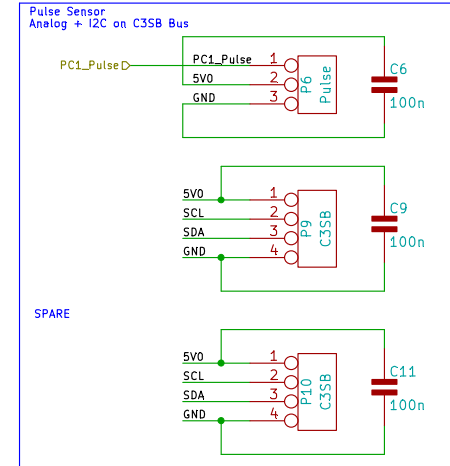 Pulse Sensor
Analog + I2C on C3SB Bus
PC1_Pulse
PC1_Pulse 1
5V0 2
GND 3
P6
Pulse
C6
100n
5V0 1
SCL 2
SDA 3
GND 4
P9
C3SB
C9
100n
SPARE
5V0 1
SCL 2
SDA 3
GND 4
P10
C3SB
C11
100n